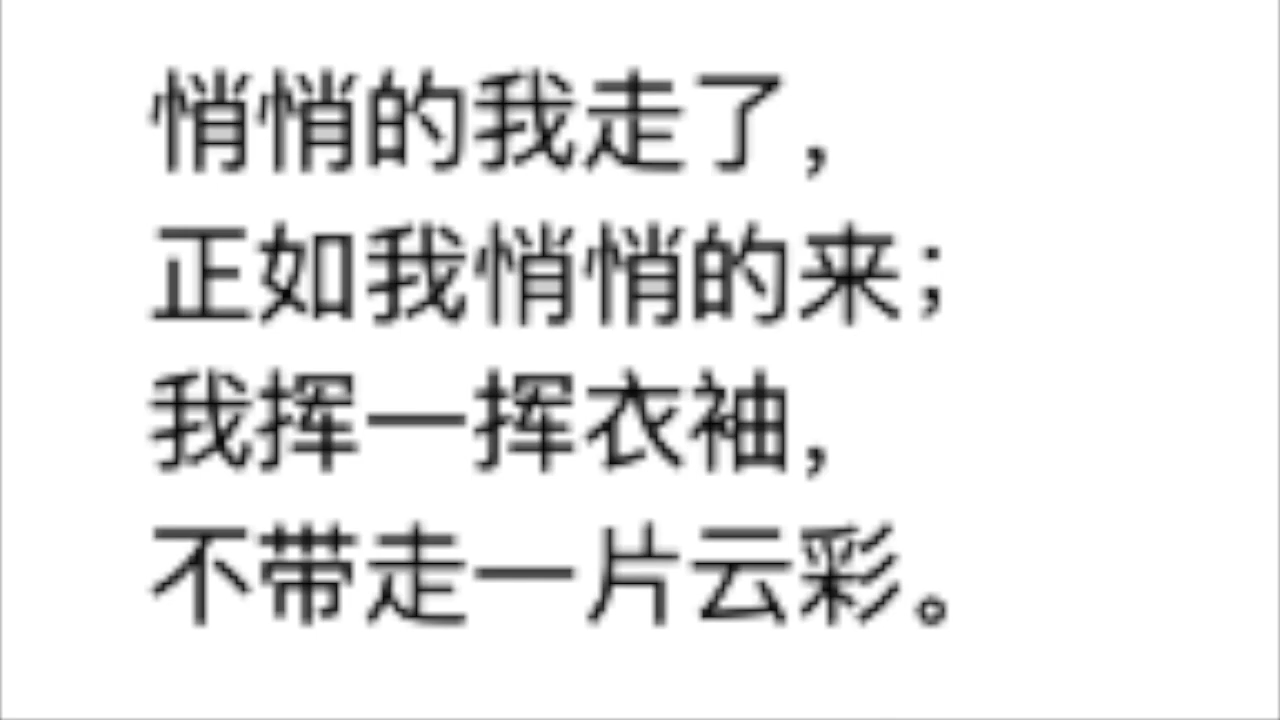 悄悄的我走了，
正如我悄悄的来；
我挥一挥衣袖，
不带走一片云彩。